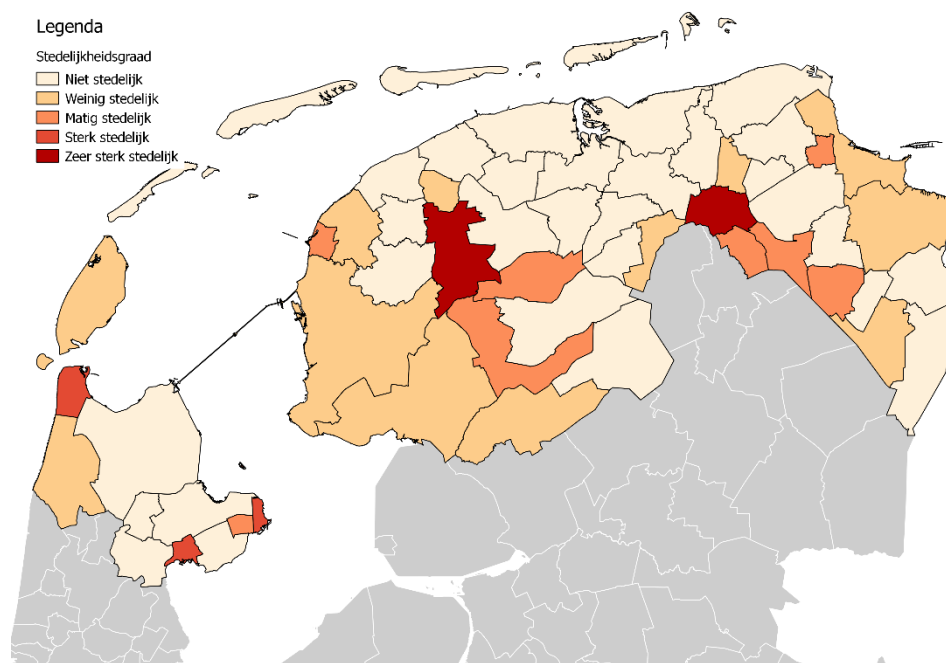 Legenda
Stedelijkheidsgraad
Niet stedelijk
Weinig stedelijk
Matig stedelijk
Sterk stedelijk
Zeer sterk stedelijk